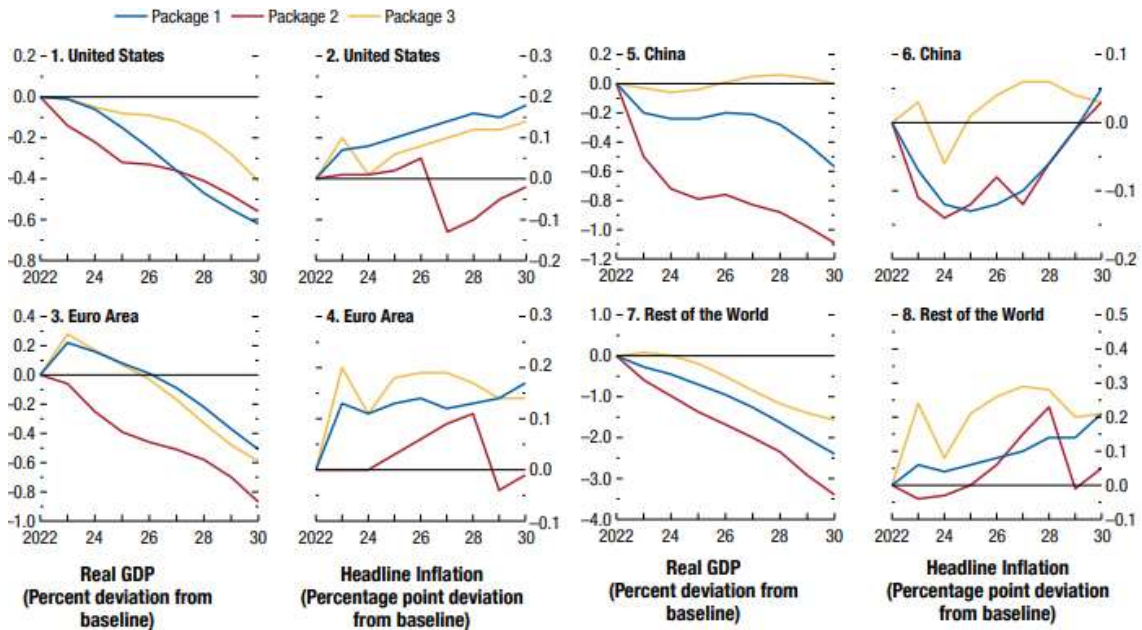 Package 1 Package 2 Package 3
1. United States
0.2
0.0
–0.2
–0.4
–0.6
–0.8
2022 24 26 28 30
2. United States
0.3
0.2
0.1
0.0
–0.1
–0.2
2022 24 26 28 30
5. China
0.2
0.0
–0.2
–0.4
–0.6
–0.8
–1.0
–1.2
2022 24 26 28 30
6. China
0.1
0.0
–0.1
–0.2
2022 24 26 28 30
3. Euro Area
0.4
0.2
0.0
–0.2
–0.4
–0.6
–0.8
–1.0
2022 24 26 28 30
4. Euro Area
0.3
0.2
0.1
0.0
–0.1
2022 24 26 28 30
7. Rest of the World
1.0
0.0
–1.0
–2.0
–3.0
–4.0
2022 24 26 28 30
8. Rest of the World
0.5
0.4
0.3
0.2
0.1
0.0
–0.1
2022 24 26 28 30
Real GDP
(Percent deviation from
baseline)
Headline Inflation
(Percentage point deviation
from baseline)
Real GDP
(Percent deviation from
baseline)
Headline Inflation
(Percentage point deviation
from baseline)